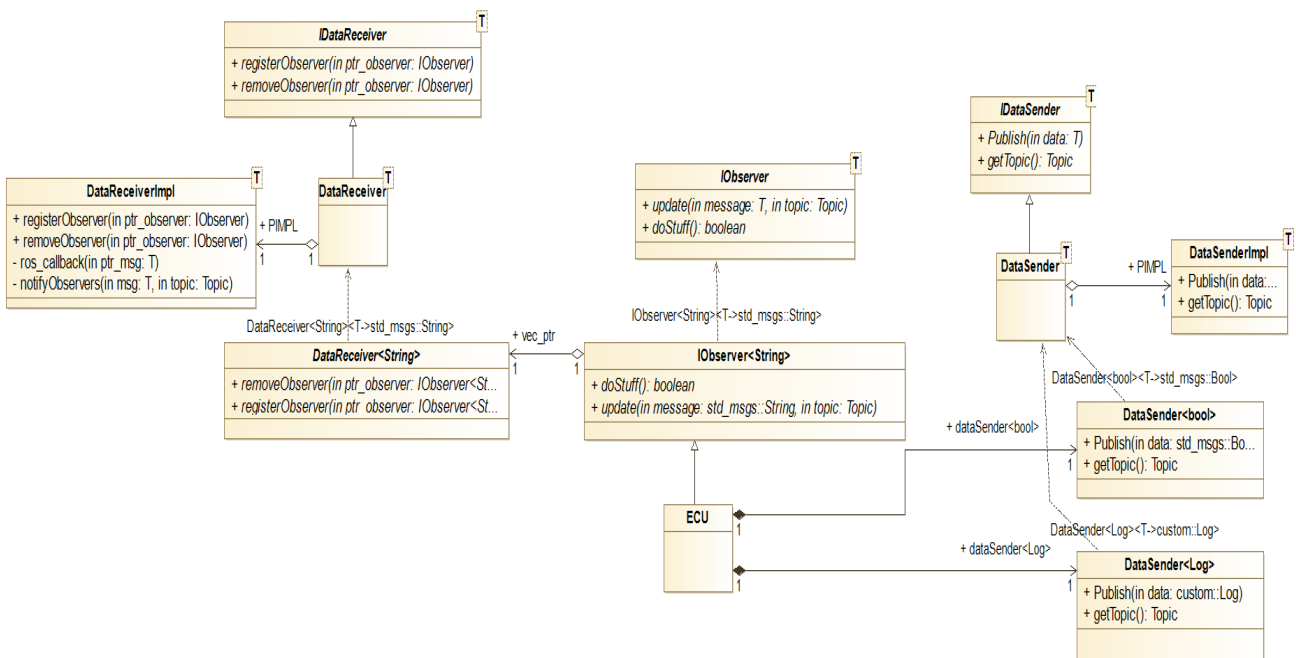 IDataReceiver
T
+ registerObserver(in ptr_observer: IObserver)
+ removeObserver(in ptr_observer: IObserver)
DataReceiverImpl
T
+ registerObserver(in ptr_observer: IObserver)
+ removeObserver(in ptr_observer: IObserver)
- ros_callback(in ptr_msg: T)
- notifyObservers(in msg: T, in topic: Topic)
+ PIMPL
1
1
DataReceiver
T
DataReceiver<String><T->std_msgs::String>
DataReceiver<String>
+ removeObserver(in ptr_observer: IObserver<St...
+ registerObserver(in ptr_observer: IObserver<St...
+ vec_ptr
1
1
IObserver
T
+ update(in message: T, in topic: Topic)
+ doStuff(): boolean
IObserver<String><T->std_msgs::String>
IObserver<String>
+ doStuff(): boolean
+ update(in message: std_msgs::String, in topic: Topic)
ECU
1
+ dataSender<bool>
1
1
+ dataSender<Log>
1
IDataSender
T
+ Publish(in data: T)
+ getTopic(): Topic
DataSender
T
+ PIMPL
1
1
DataSenderImpl
T
+ Publish(in data:...
+ getTopic(): Topic
DataSender<bool><T->std_msgs::Bool>
DataSender<bool>
+ Publish(in data: std_msgs::Bo...
+ getTopic(): Topic
DataSender<Log><T->custom::Log>
DataSender<Log>
+ Publish(in data: custom::Log)
+ getTopic(): Topic